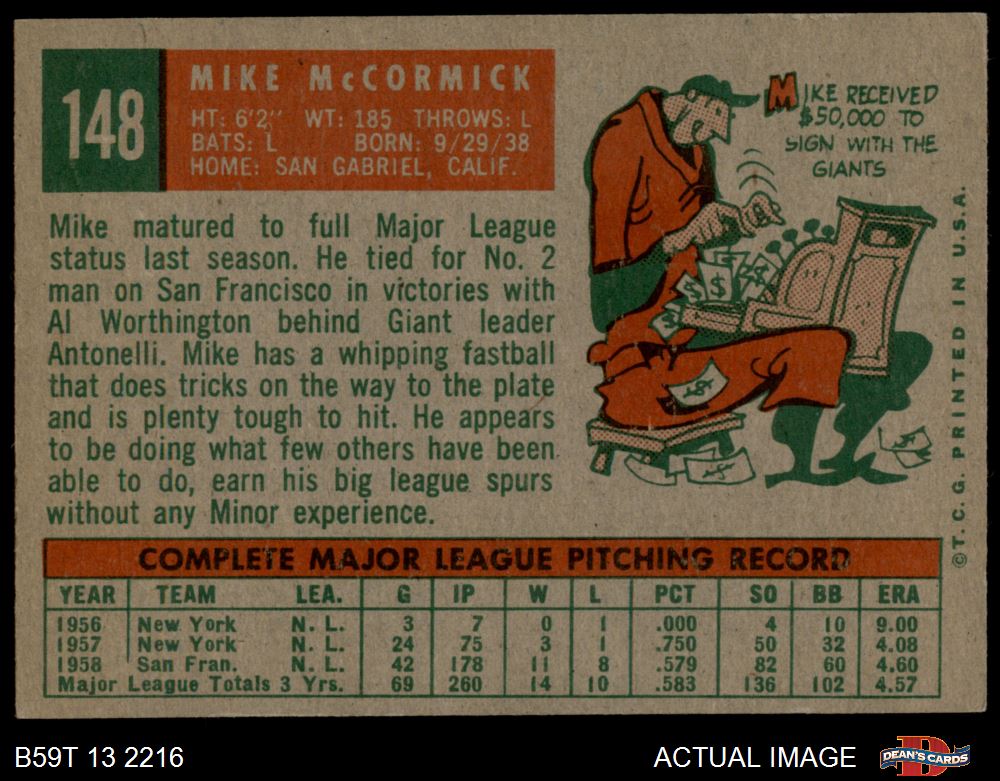 148
MIKE McCORMICK
HT: 6'2" WT: 185 THROWS: L
BATS: L BORN: 9/29/38
HOME: SAN GABRIEL, CALIF.
MIKE RECEIVED
$50,000 TO
SIGN WITH THE
GIANTS
Mike matured to full Major League
status last season. He tied for No. 2
man on San Francisco in victories with
Al Worthington behind Giant leader
Antonelli. Mike has a whipping fastball
that does tricks on the way to the plate
and is plenty tough to hit. He appears
to be doing what few others have been
able to do, earn his big league spurs
without any Minor experience.
©T.C.G. PRINTED IN U.S.A.
COMPLETE MAJOR LEAGUE PITCHING RECORD
YEAR TEAM LEA. G IP W L PCT SO BB ERA
1956 New York N. L. 3 7 0 1 .000 4 10 9.00
1957 New York N. L. 24 75 3 1 .750 50 32 4.08
1958 San Fran. N. L. 42 178 11 8 .579 82 60 4.60
Major League Totals 3 Yrs. 69 260 14 10 .583 136 102 4.57
B59T 13 2216
ACTUAL IMAGE
DEAN'S CARDS